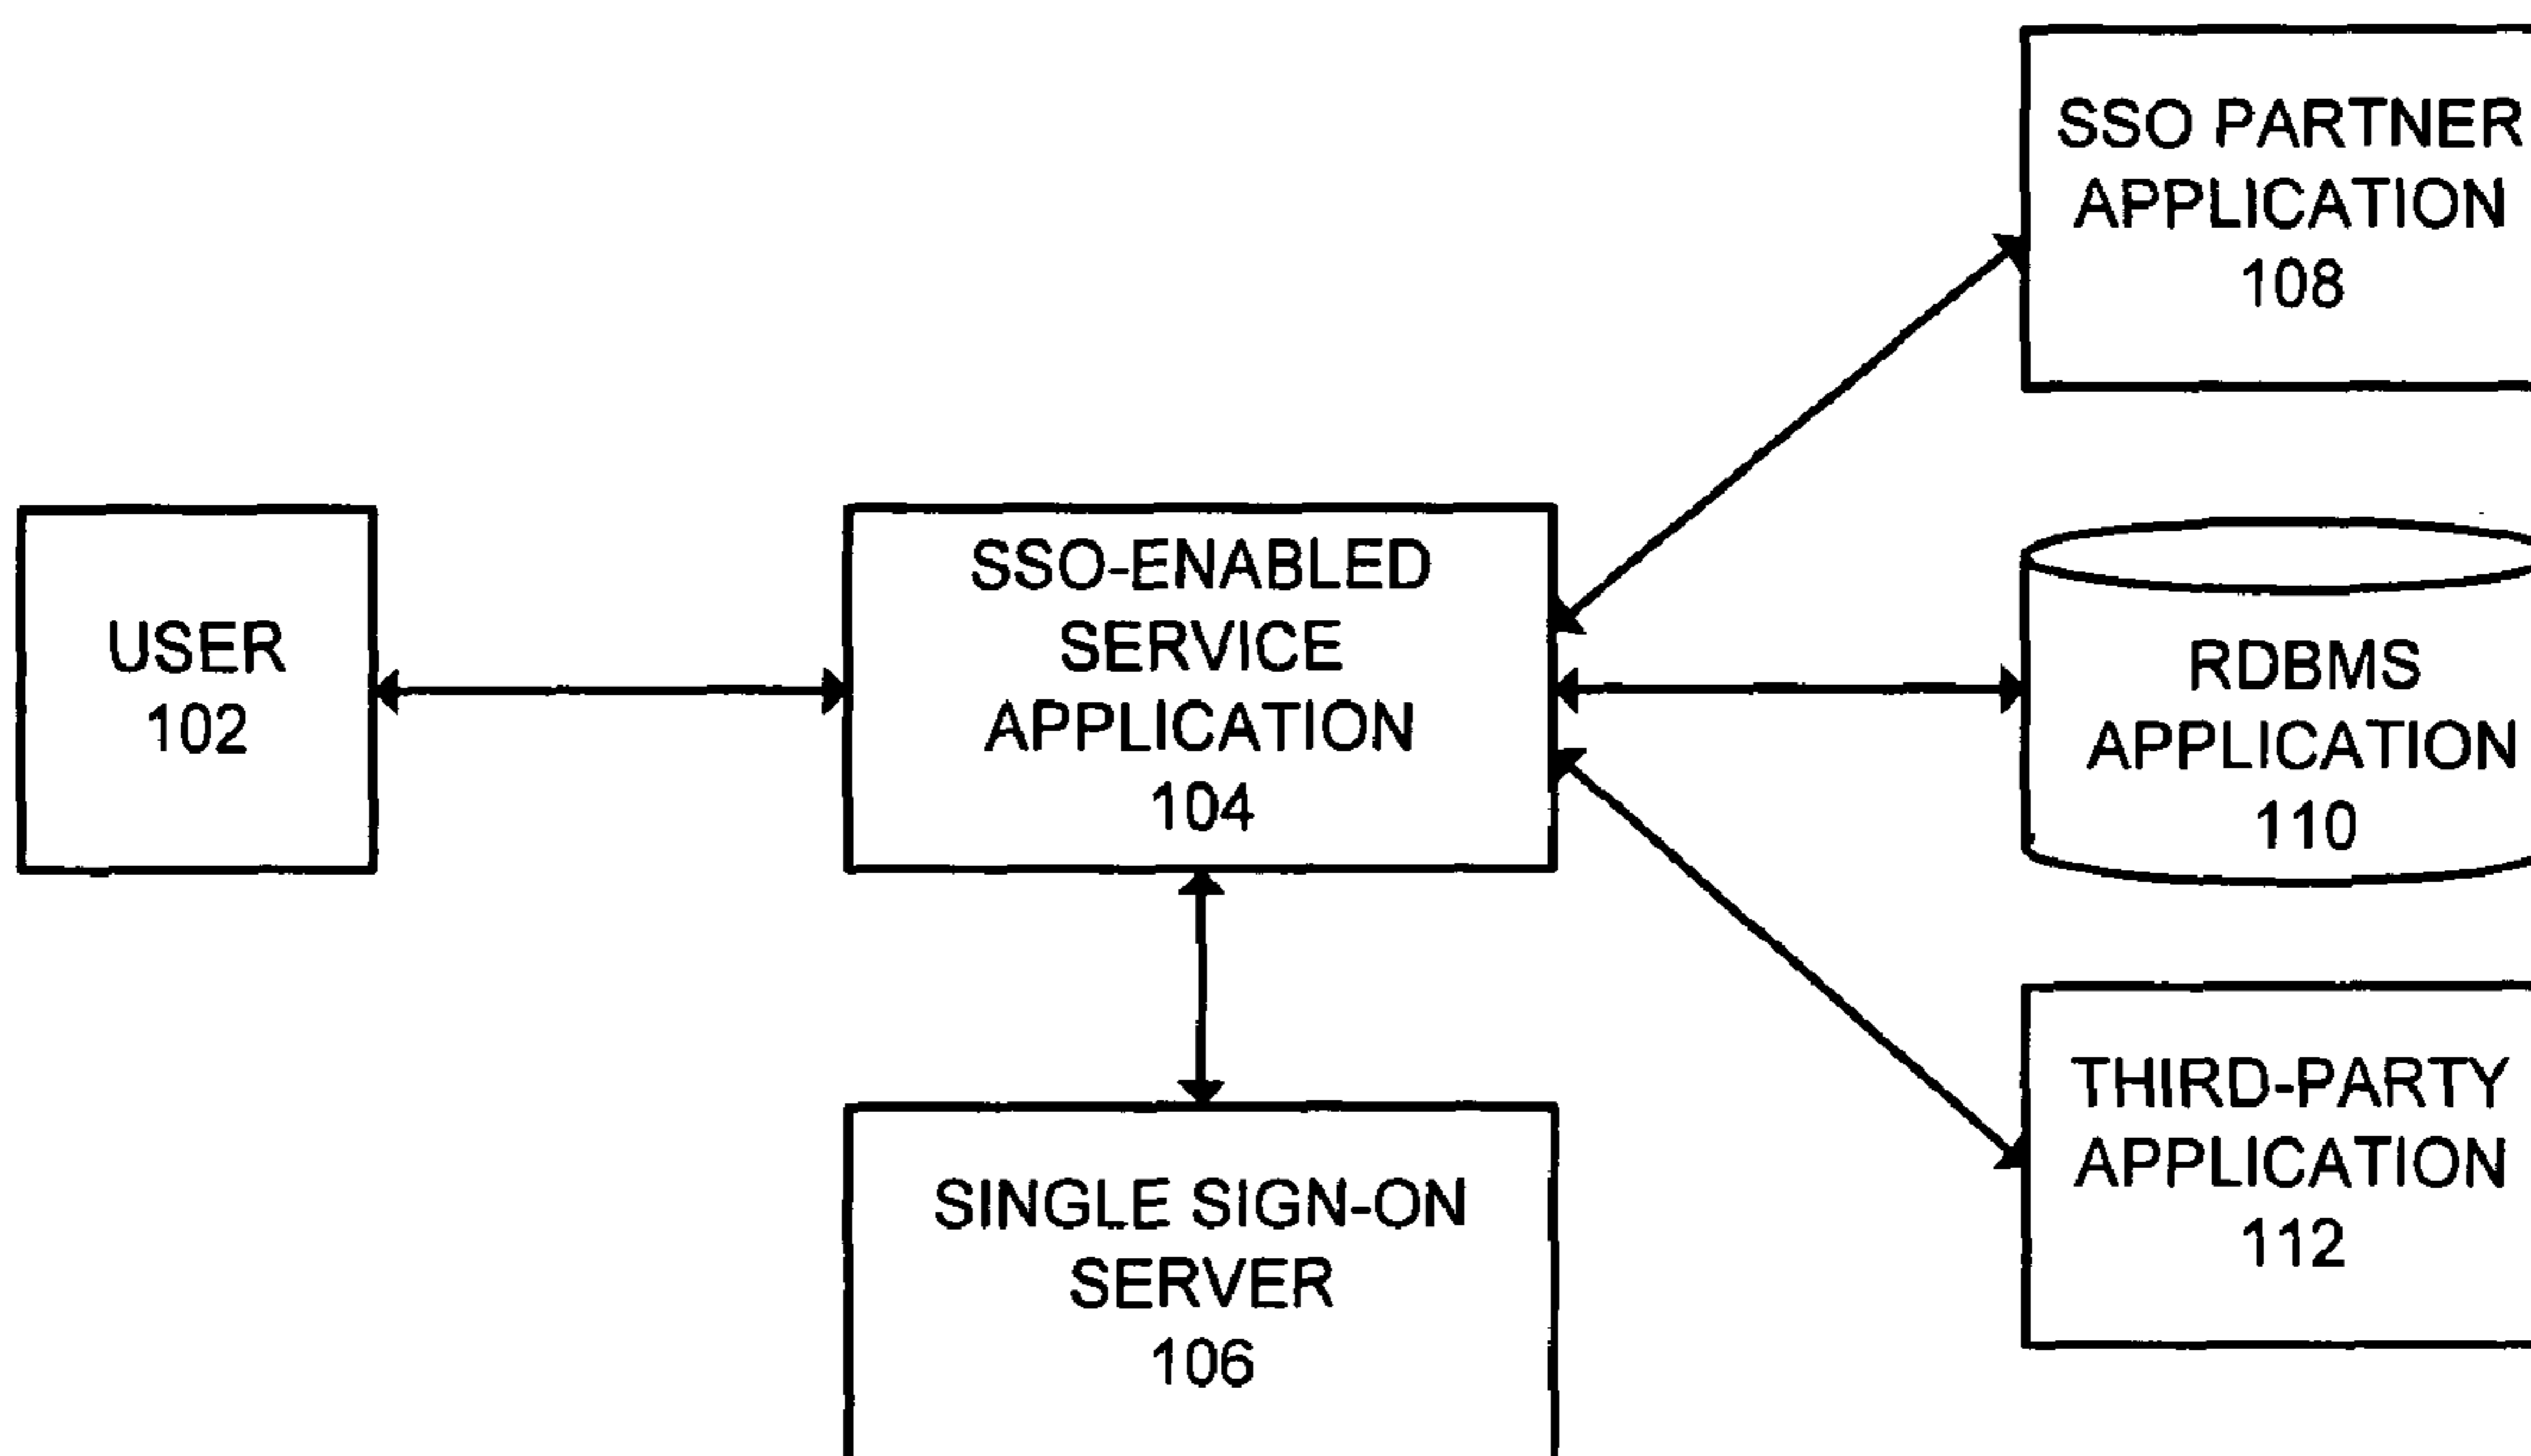 SSO PARTNER
APPLICATION
108
USER
102
SSO-ENABLED
SERVICE
APPLICATION
104
RDBMS
APPLICATION
110
SINGLE SIGN-ON
SERVER
106
THIRD-PARTY
APPLICATION
112